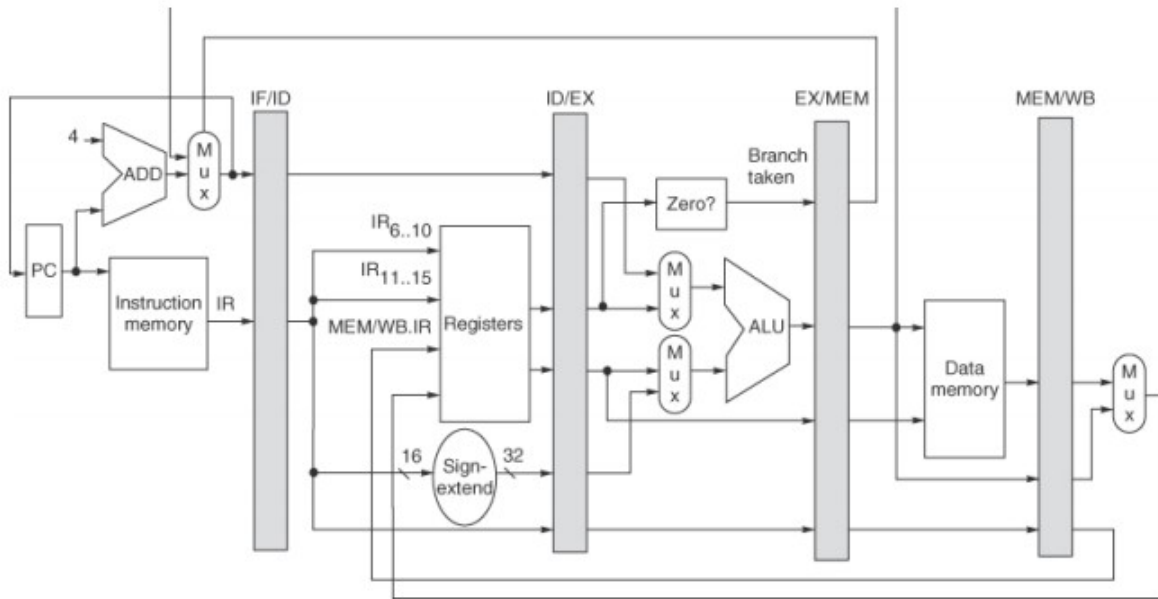 IF/ID
ID/EX
EX/MEM
MEM/WB
4
ADD
M
u
x
Branch
taken
Zero?
PC
Instruction
memory
IR
IR6..10
IR11..15
MEM/WB.IR
Registers
M
u
x
M
u
x
ALU
Data
memory
M
u
x
16
Sign-
extend
32